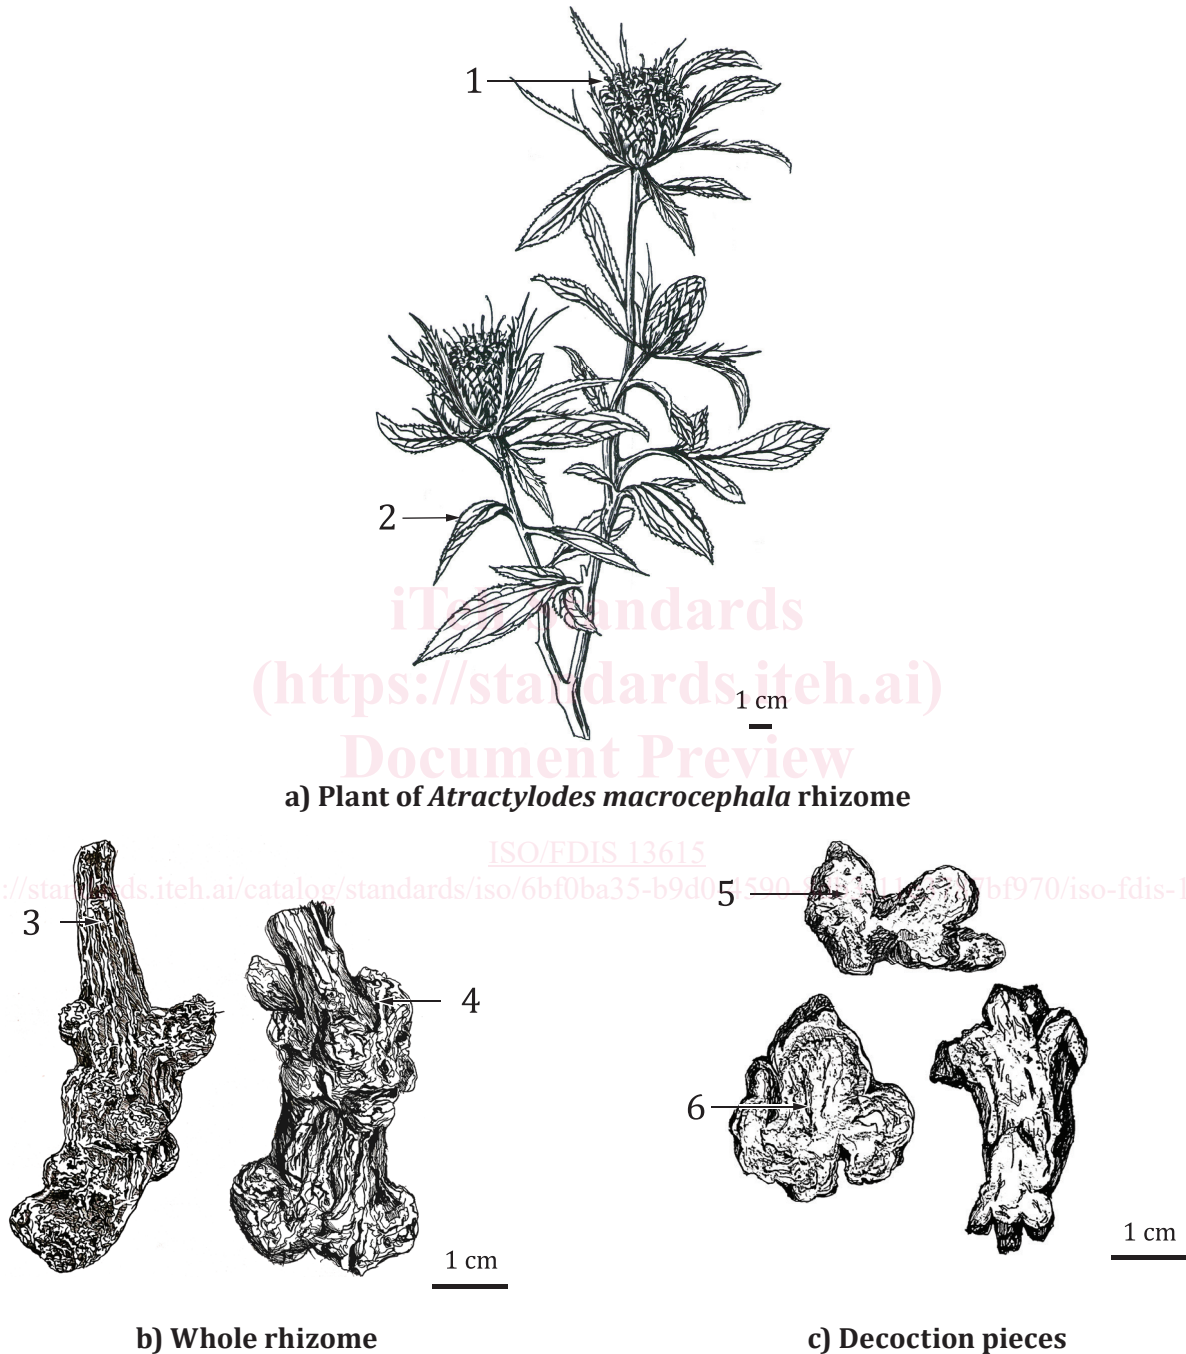 1
2
iTeh Standards
(https://standards.iteh.ai)
1 cm
Document Preview
a) Plant of Atractylodes macrocephala rhizome
ISO/FDIS 13615
5
3
4
6
1 cm
1 cm
b) Whole rhizome
c) Decoction pieces